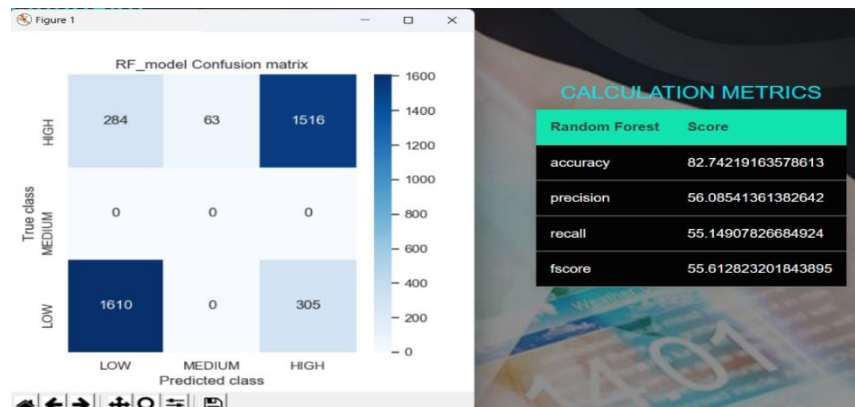 Figure 1
RF_model Confusion matrix
HIGH 284 63 1516
MEDIUM 0 0 0
LOW 1610 0 305
True class
LOW MEDIUM HIGH
Predicted class
1600
1400
1200
1000
800
600
400
200
0
CALCULATION METRICS
Random Forest Score
accuracy 82.74219163578613
precision 56.08541361382642
recall 55.14907826684924
fscore 55.612823201843895
14.01